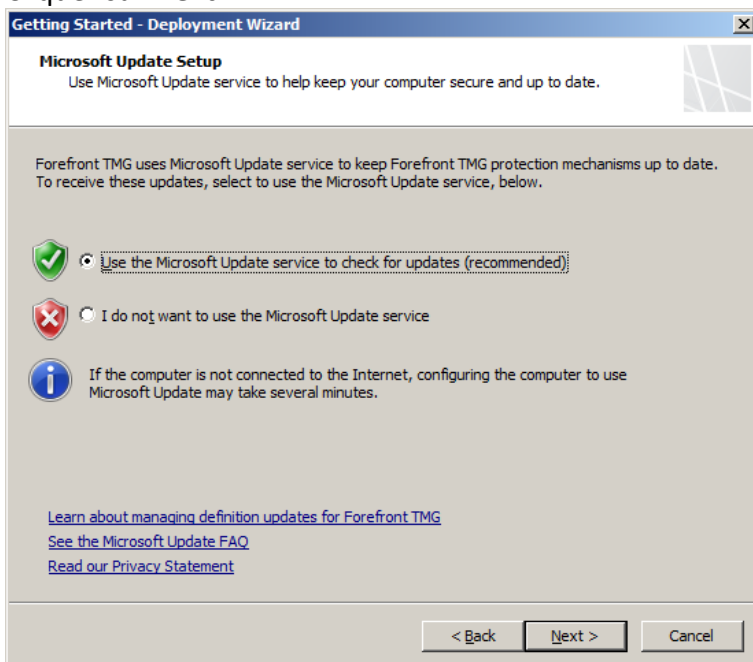 Getting Started - Deployment Wizard
Microsoft Update Setup
Use Microsoft Update service to help keep your computer secure and up to date.
Forefront TMG uses Microsoft Update service to keep Forefront TMG protection mechanisms up to date.
To receive these updates, select to use the Microsoft Update service, below.
Use the Microsoft Update service to check for updates (recommended)
I do not want to use the Microsoft Update service
If the computer is not connected to the Internet, configuring the computer to use
Microsoft Update may take several minutes.
Learn about managing definition updates for Forefront TMG
See the Microsoft Update FAQ
Read our Privacy Statement
< Back Next > Cancel